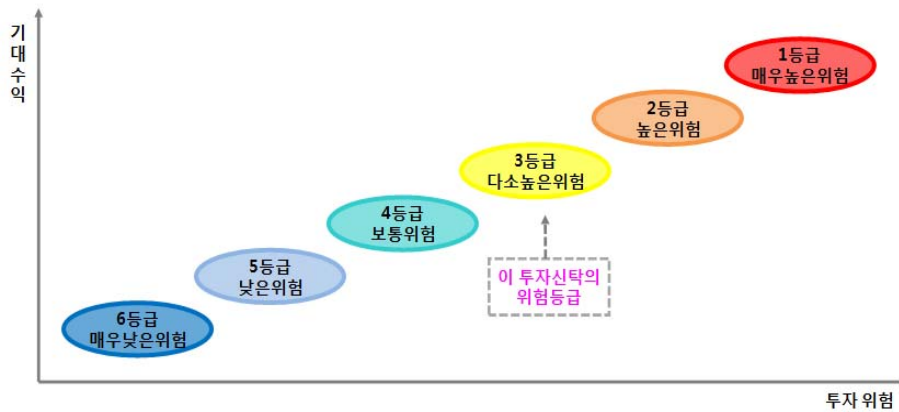 기
대
수
익
1등급
매우높은위험
2등급
높은위험
3등급
다소높은위험
4등급
보통위험
5등급
낮은위험
이 투자신탁의
위험등급
6등급
매우낮은위험
투자 위험